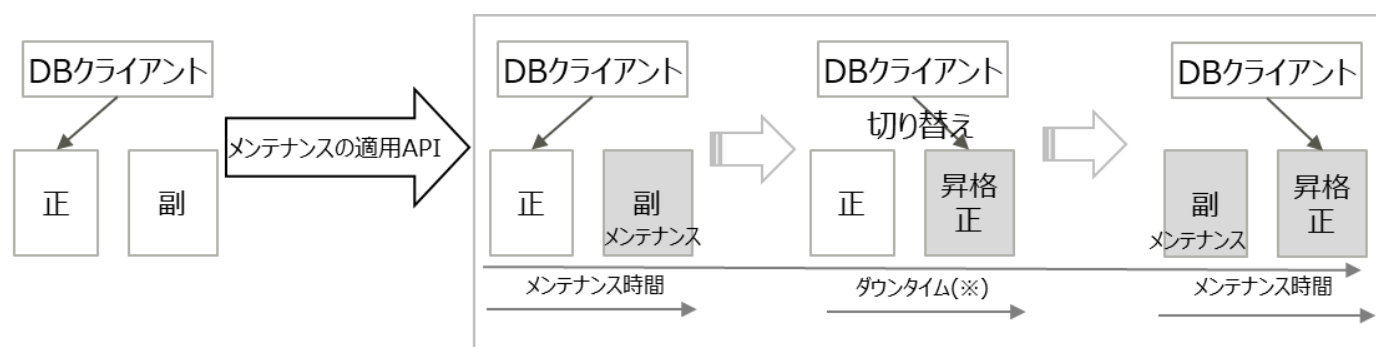 DBクライアント
正
副
メンテナンスの適用API
DBクライアント
正
副
メンテナンス
メンテナンス時間
DBクライアント
切り替え
正
昇格
正
ダウンタイム(※)
DBクライアント
副
メンテナンス
昇格
正
メンテナンス時間